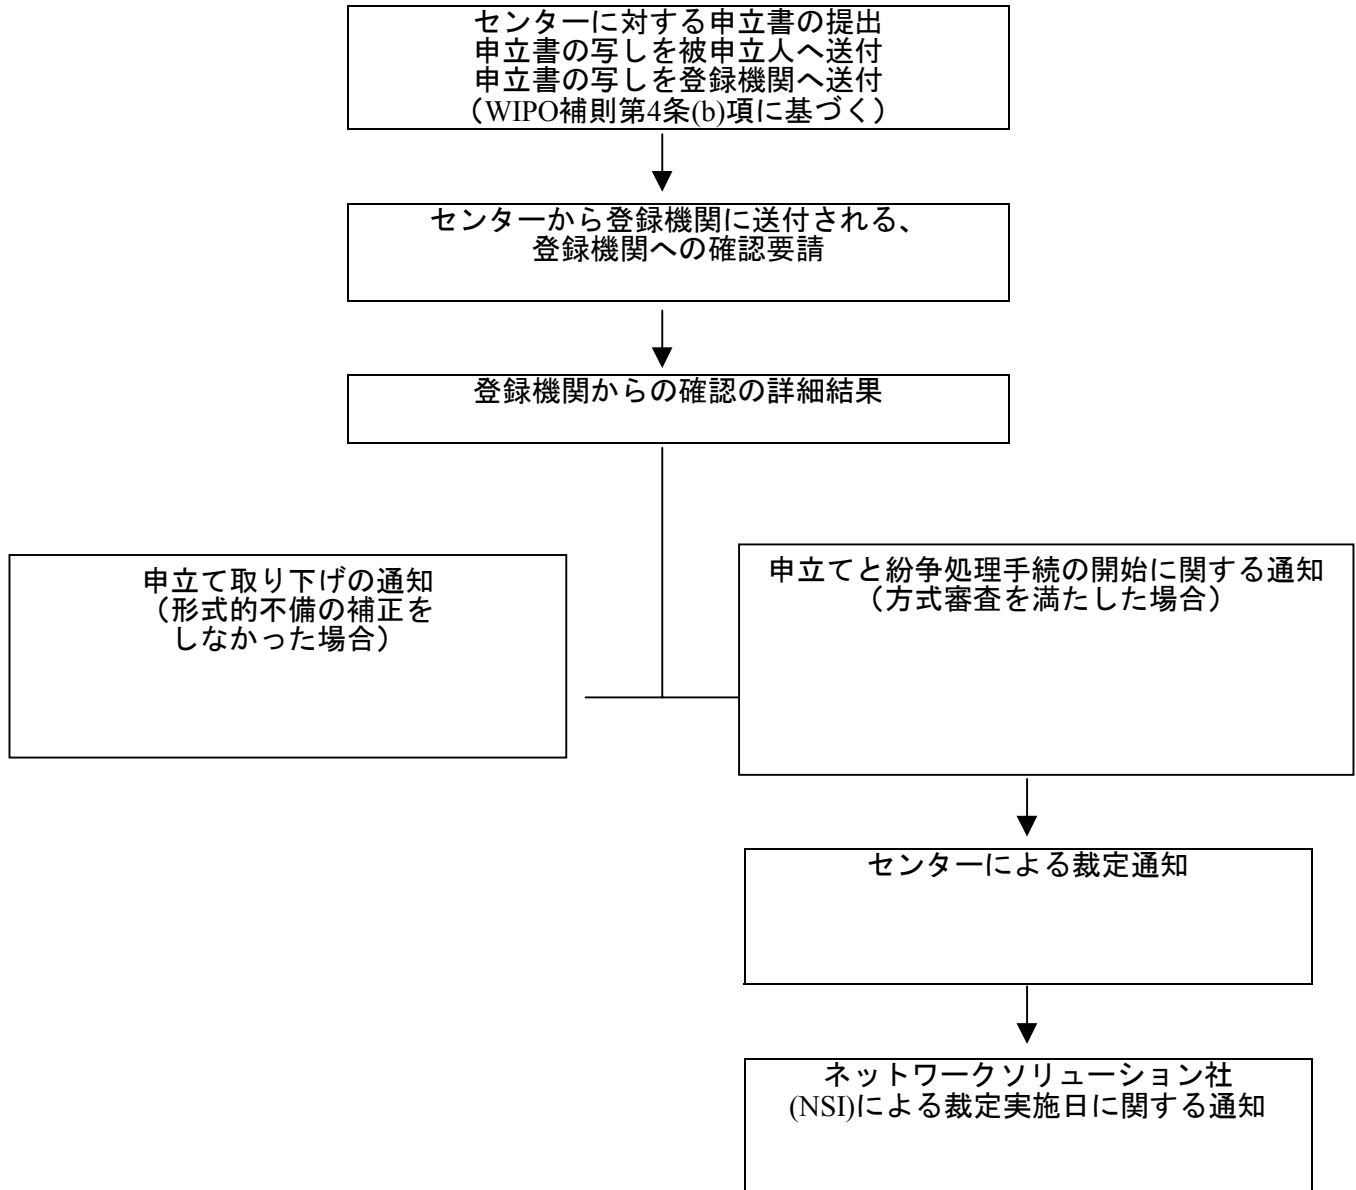 センターに対する申立書の提出
申立書の写しを被申立人へ送付
申立書の写しを登録機関へ送付
（WIPO補則第4条(b)項に基づく）
センターから登録機関に送付される、
登録機関への確認要請
登録機関からの確認の詳細結果
申立て取り下げの通知
（形式的不備の補正を
しなかった場合）
申立てと紛争処理手続の開始に関する通知
（方式審査を満たした場合）
センターによる裁定通知
ネットワークソリューション社
(NSI)による裁定実施日に関する通知